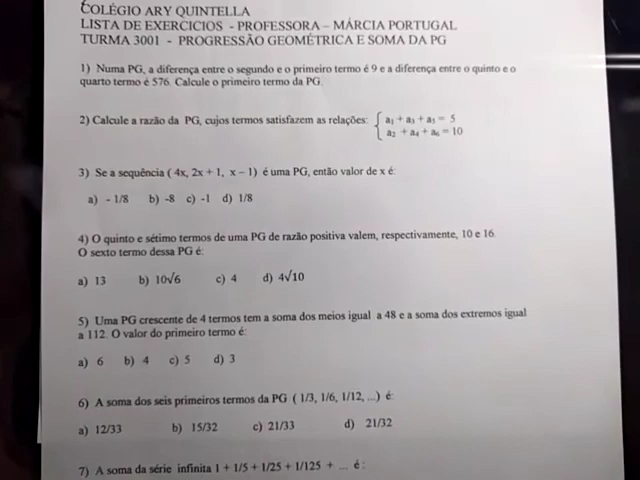 COLÉGIO ARY QUINTELLA
LISTA DE EXERCICIOS - PROFESSORA – MÁRCIA PORTUGAL
TURMA 3001 - PROGRESSÃO GEOMÉTRICA E SOMA DA PG
1) Numa PG, a diferença entre o segundo e o primeiro termo é 9 e a diferença entre o quinto e o
quarto termo é 576. Calcule o primeiro termo da PG.
2) Calcule a razão da PG, cujos termos satisfazem as relações: { a₁ + a₃ + a₅ = 5
a₂ + a₄ + a₆ = 10
3) Se a sequência ( 4x, 2x + 1, x – 1) é uma PG, então valor de x é:
a) - 1/8 b) -8 c) -1 d) 1/8
4) O quinto e sétimo termos de uma PG de razão positiva valem, respectivamente, 10 e 16.
O sexto termo dessa PG é:
a) 13 b) 10√6 c) 4 d) 4√10
5) Uma PG crescente de 4 termos tem a soma dos meios igual a 48 e a soma dos extremos igual
a 112. O valor do primeiro termo é:
a) 6 b) 4 c) 5 d) 3
6) A soma dos seis primeiros termos da PG ( 1/3, 1/6, 1/12, ...) é:
a) 12/33 b) 15/32 c) 21/33 d) 21/32
7) A soma da série infinita 1 + 1/5 + 1/25 + 1/125 + ... é :